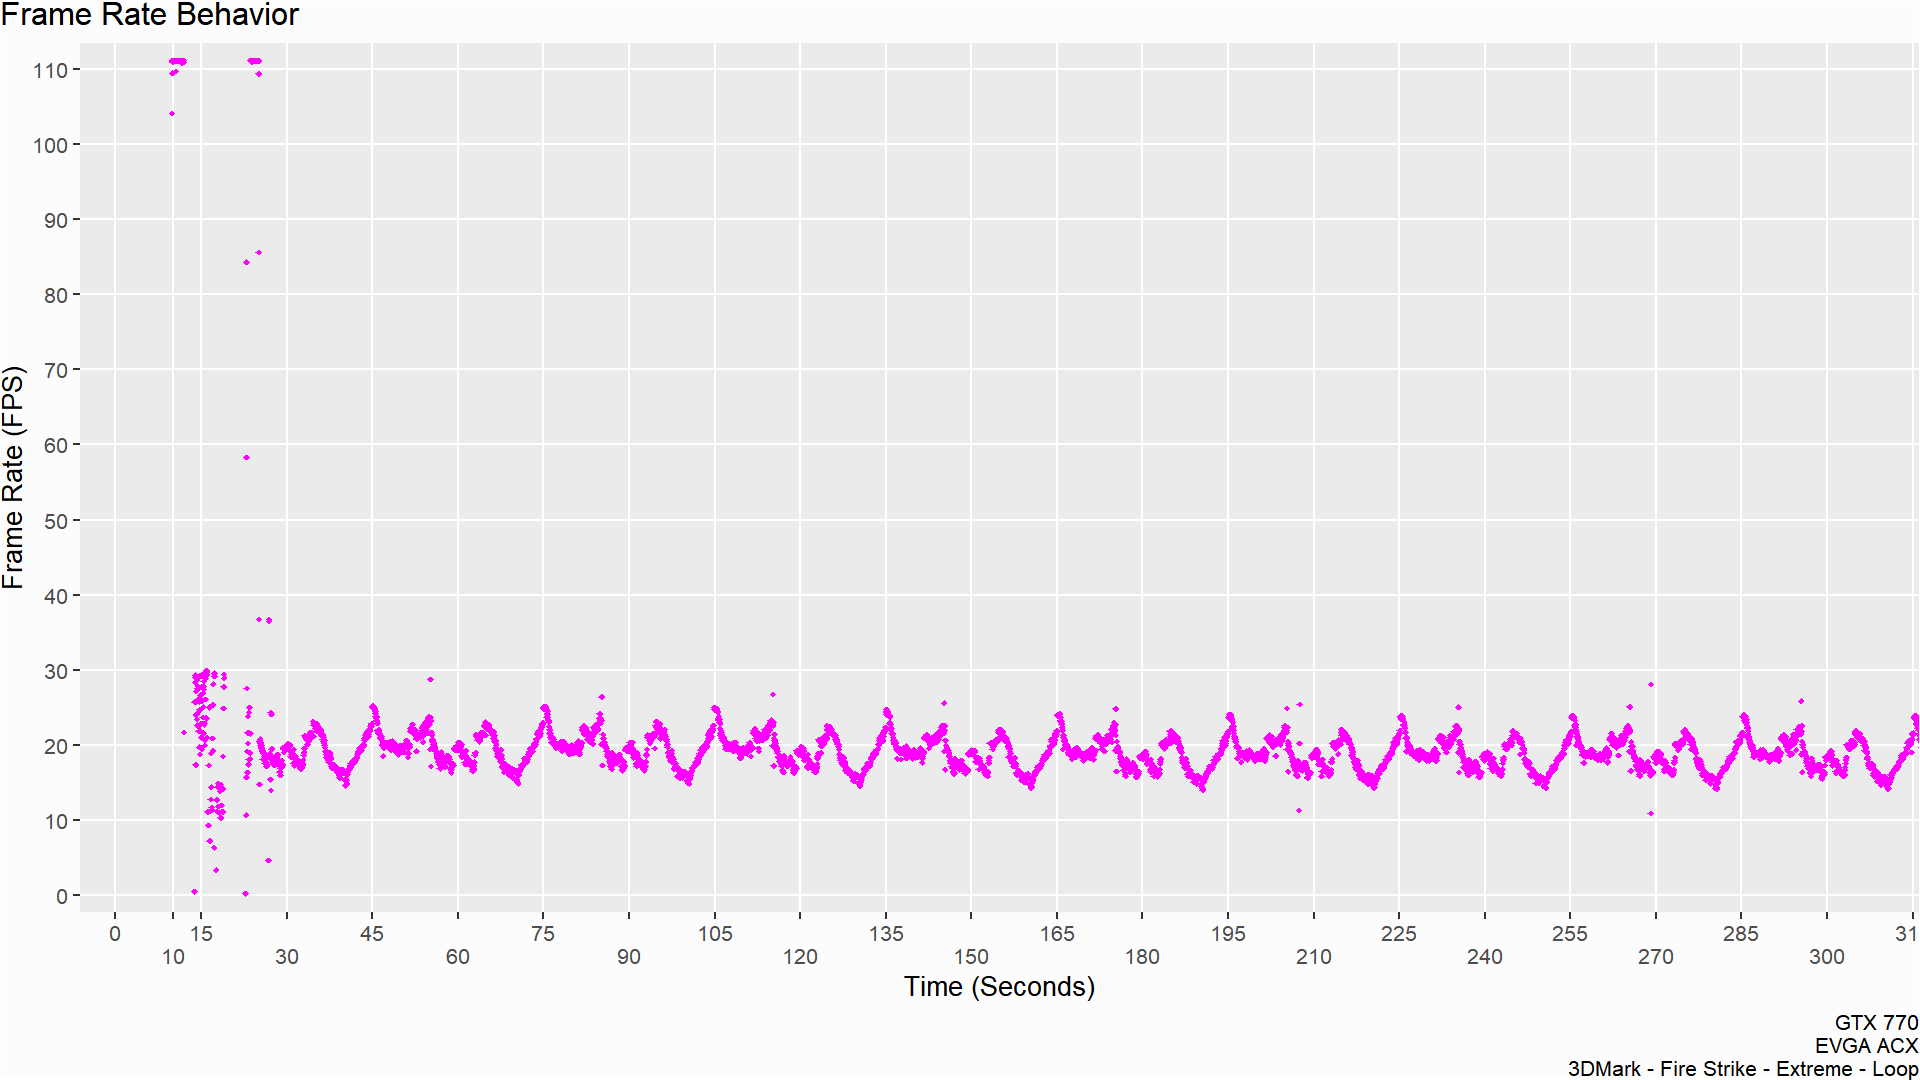 Frame Rate Behavior
Frame Rate (FPS)
110
100
90
80
70
60
50
40
30
20
10
0
0 15 45 75 105 135 165 195 225 255 285 31
10 30 60 90 120 150 180 210 240 270 300
Time (Seconds)
GTX 770
EVGA ACX
3DMark - Fire Strike - Extreme - Loop